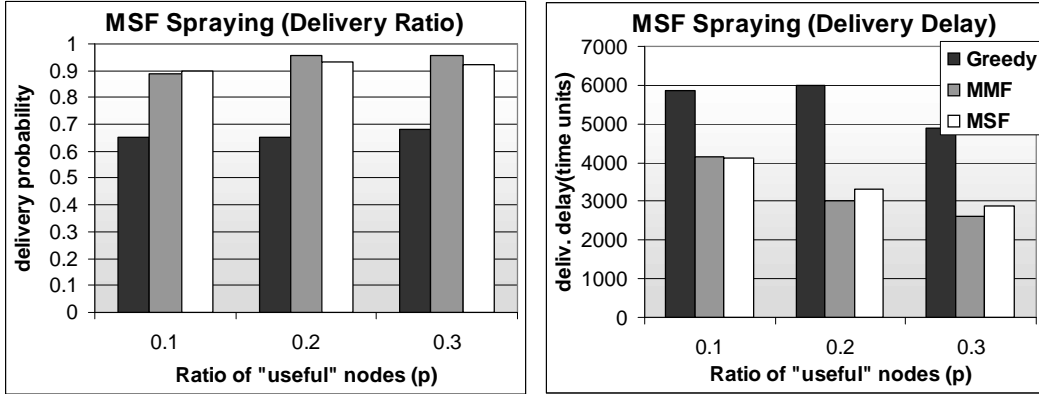 MSF Spraying (Delivery Ratio)
delivery probability
1
0.9
0.8
0.7
0.6
0.5
0.4
0.3
0.2
0.1
0
0.1 0.2 0.3
Ratio of "useful" nodes (p)
MSF Spraying (Delivery Delay)
deliv. delay(time units)
7000
6000
5000
4000
3000
2000
1000
0
Greedy
MMF
MSF
0.1 0.2 0.3
Ratio of "useful" nodes (p)